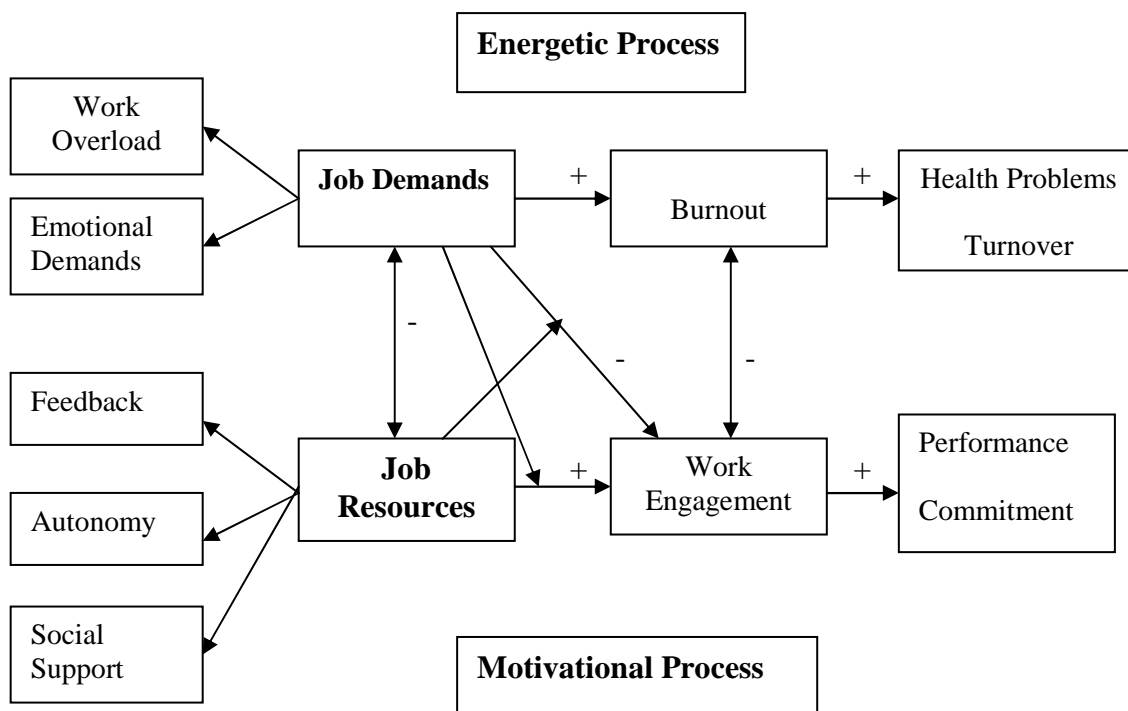 Energetic Process
Work
Overload
Job Demands
+
Burnout
+
Health Problems
Turnover
Emotional
Demands
-
-
-
Feedback
Job
Resources
+
Work
Engagement
+
Performance
Commitment
Autonomy
Social
Support
Motivational Process